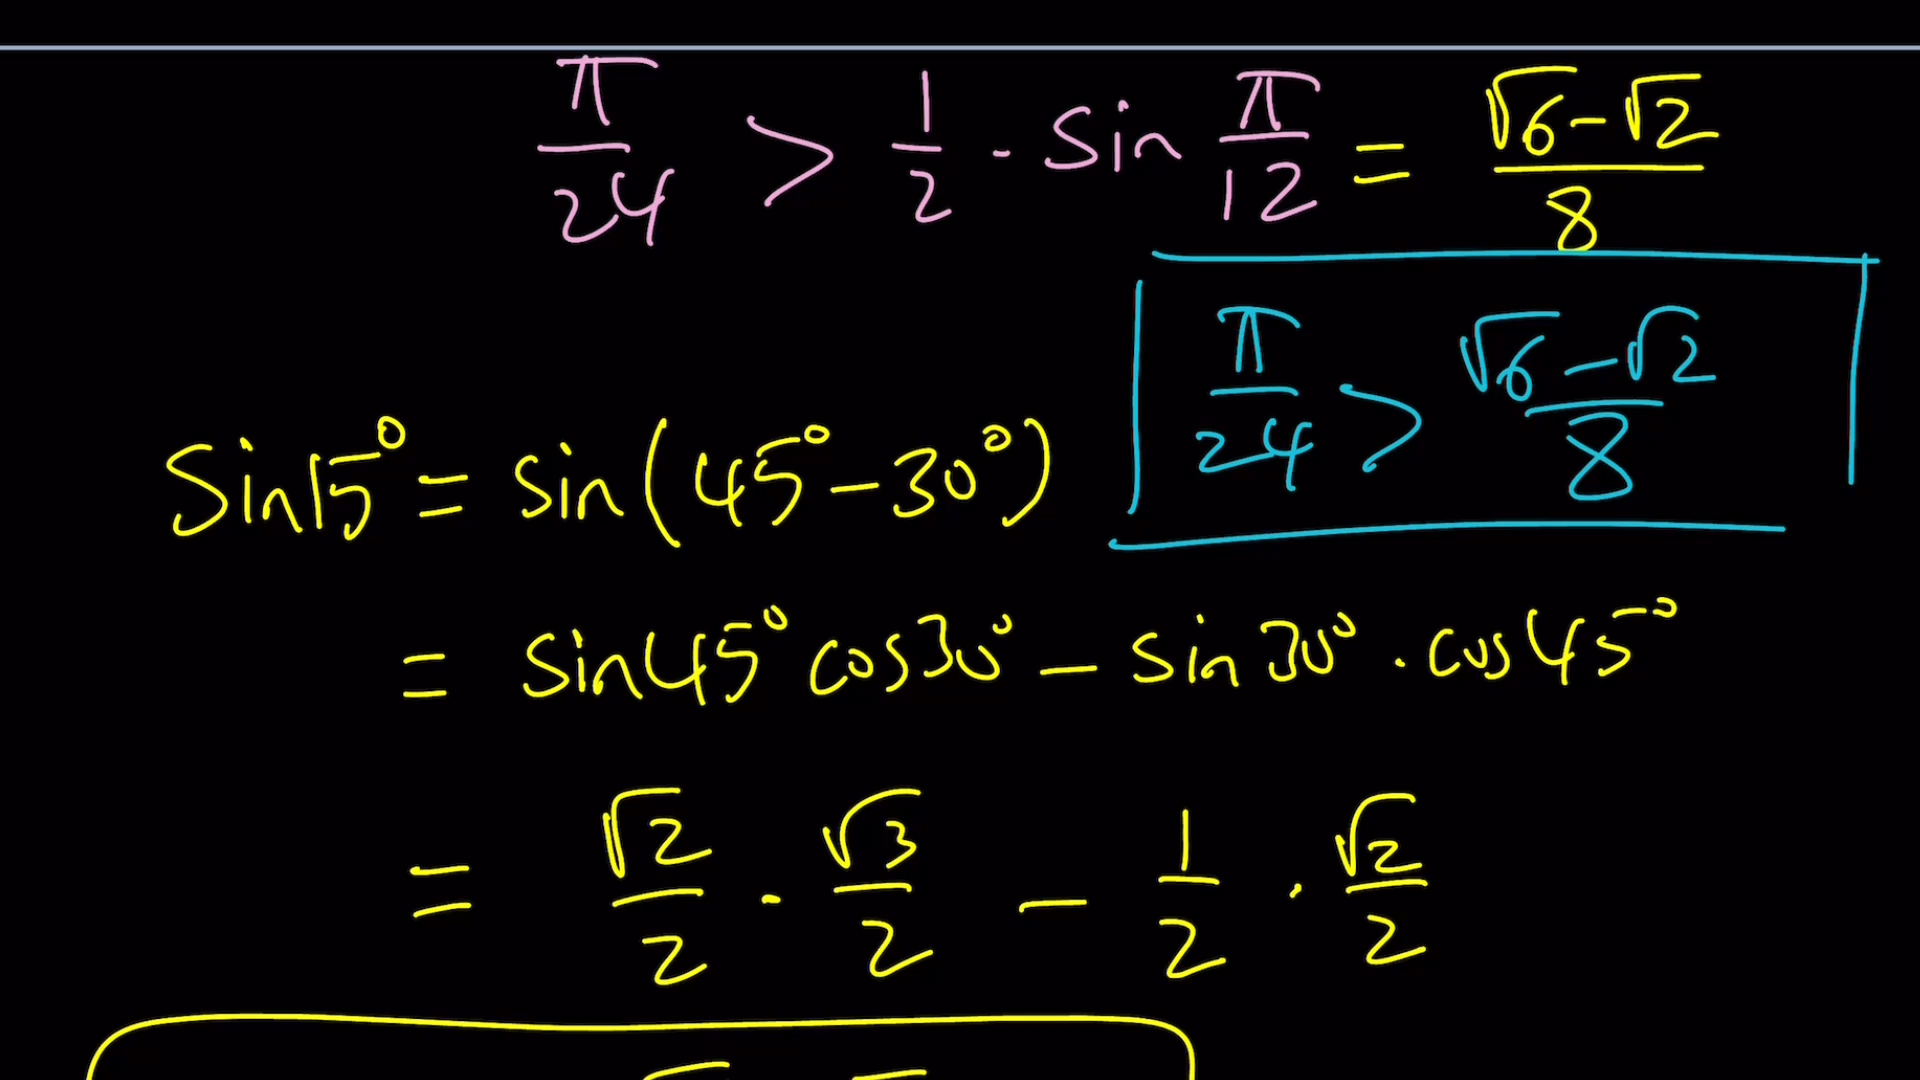 π/24 > 1/2 · Sin π/12 = (√6-√2)/8
π/24 > (√6-√2)/8
Sin15° = Sin(45°-30°)
= Sin45° cos30° - Sin30° · cos45°
= √2/2 · √3/2 - 1/2 · √2/2